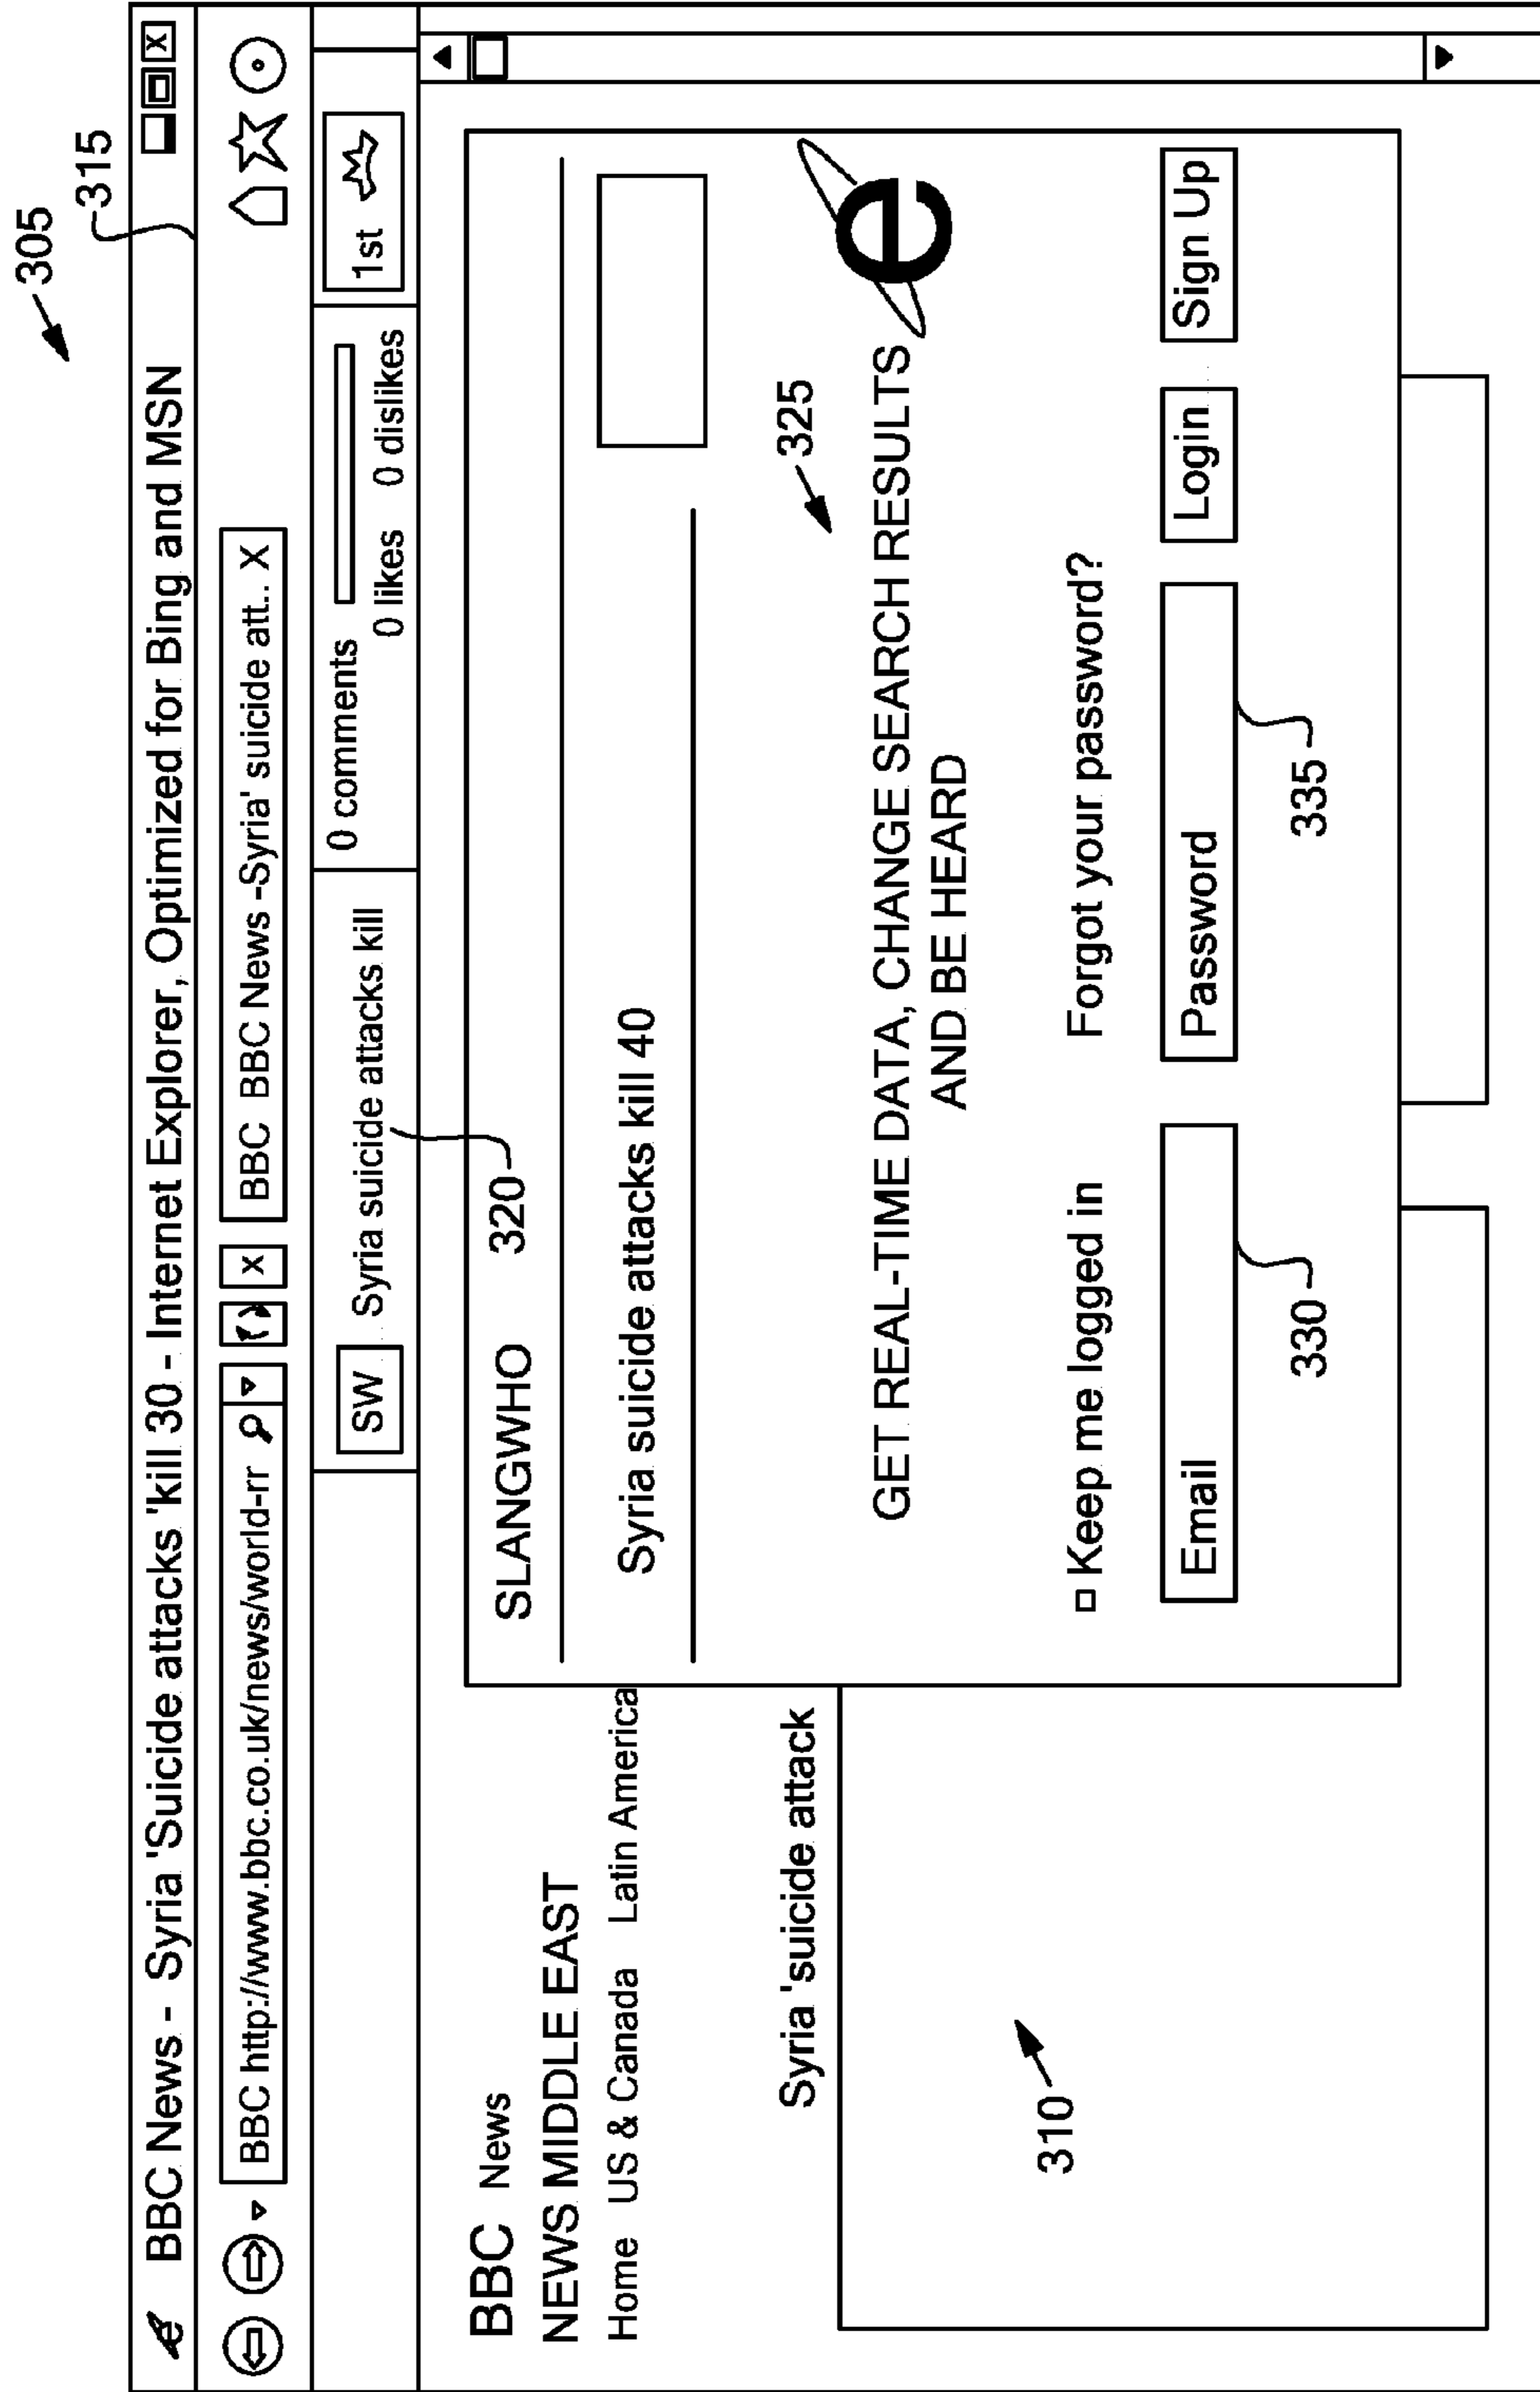 305
315
BBC News - Syria 'Suicide attacks 'kill 30 - Internet Explorer, Optimized for Bing and MSN
X
BBC http://www.bbc.co.uk/news/world-rr
X
BBC BBC News -Syria' suicide att.. X
SW Syria suicide attacks kill
0 comments
0 likes 0 dislikes
1st
BBC News
NEWS MIDDLE EAST
Home US & Canada Latin America
Syria 'suicide attack
310
SLANGWHO
320
Syria suicide attacks kill 40
325
GET REAL-TIME DATA, CHANGE SEARCH RESULTS
AND BE HEARD
e
Keep me logged in
Forgot your password?
Email
Password
Login
Sign Up
330
335